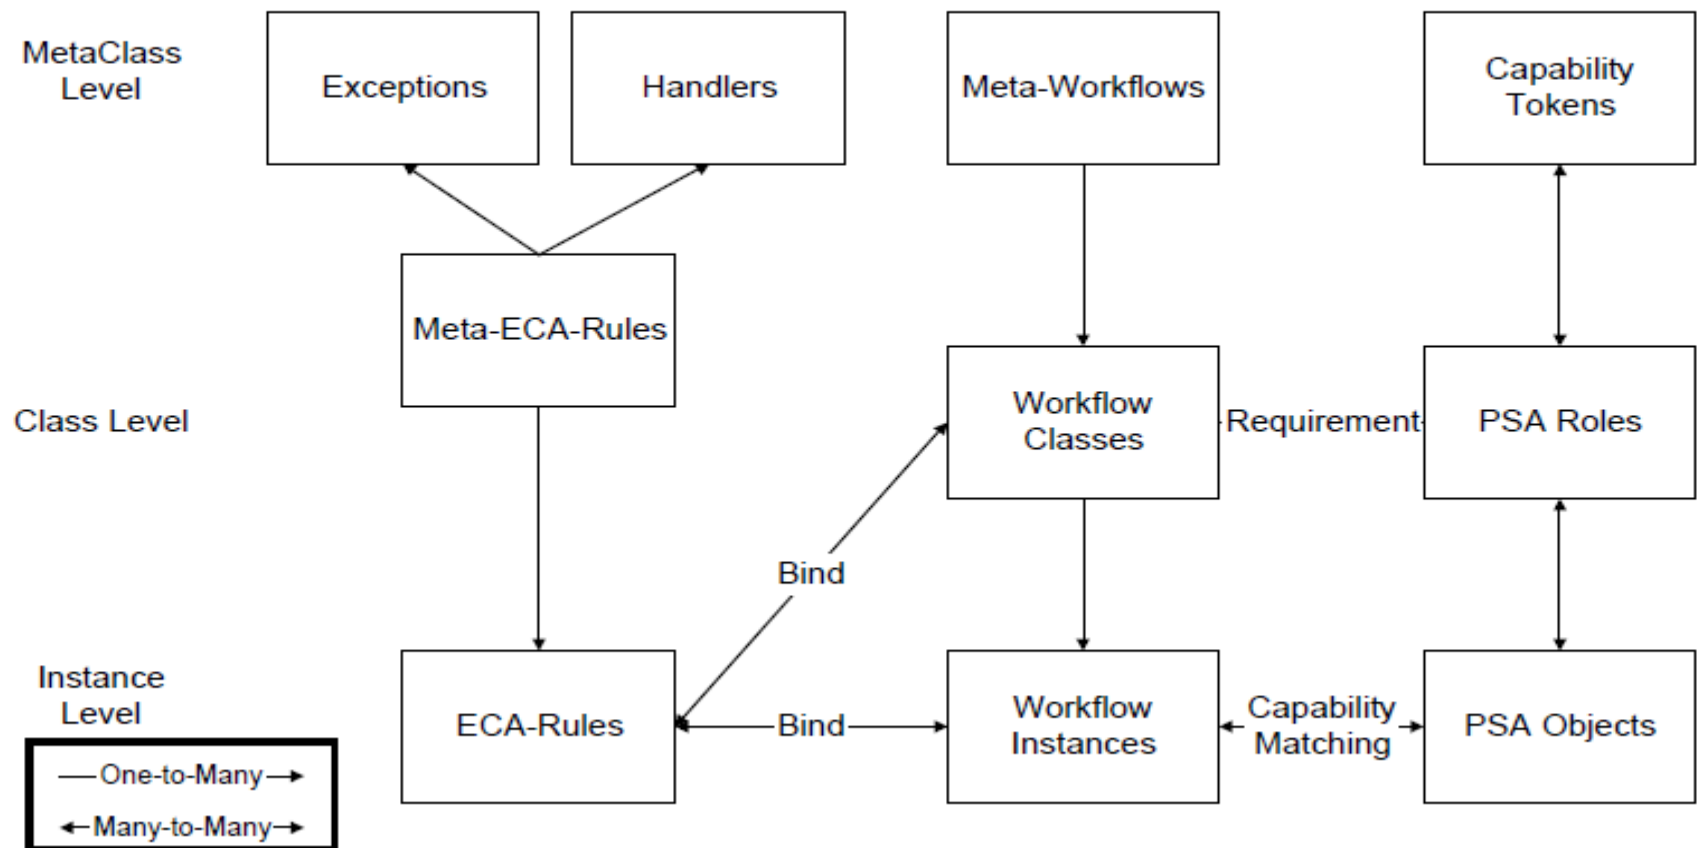 MetaClass
Level
Exceptions
Handlers
Meta-Workflows
Capability
Tokens
Meta-ECA-Rules
Class Level
Workflow
Classes
Requirement
PSA Roles
Bind
Instance
Level
ECA-Rules
Bind
Workflow
Instances
Capability
Matching
PSA Objects
One-to-Many
Many-to-Many